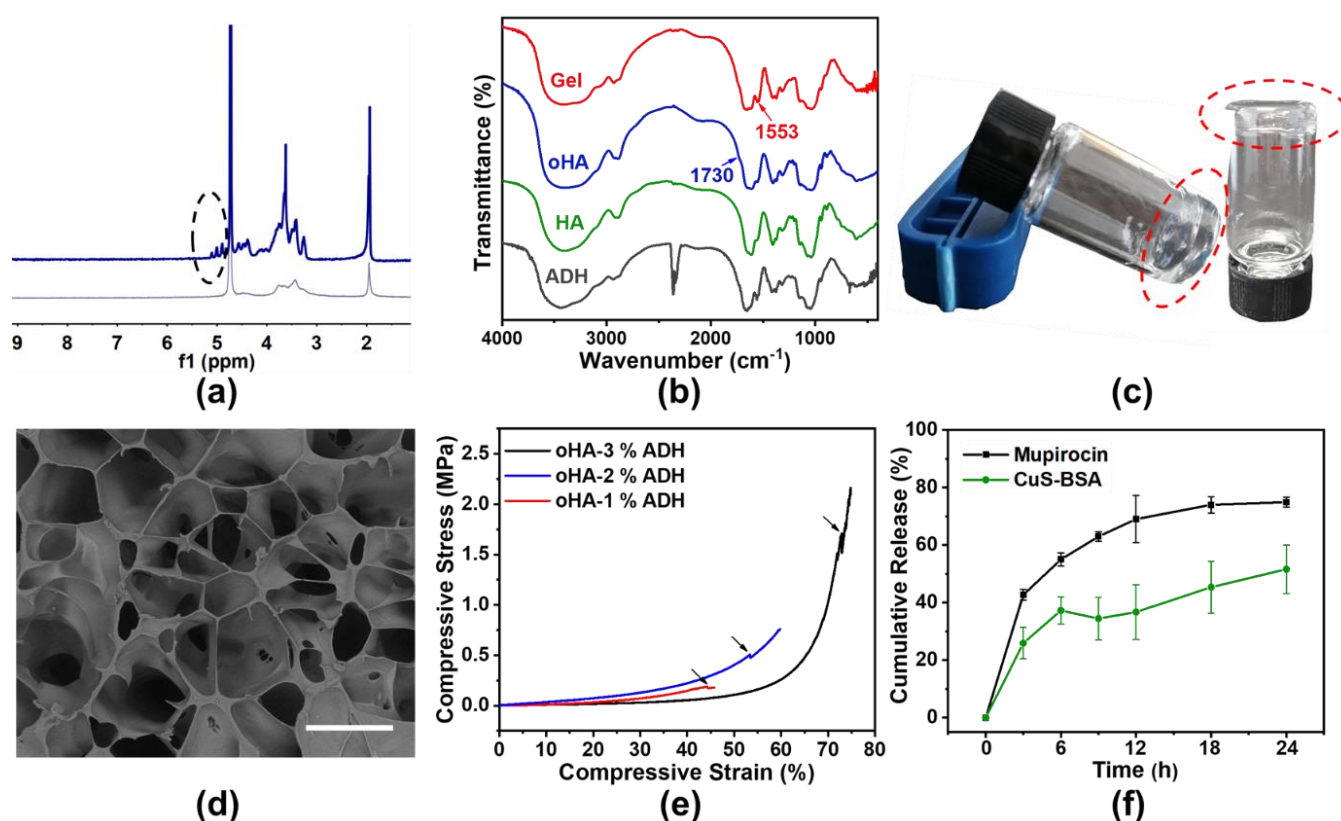 9 8 7 6 5 4 3 2
f1 (ppm)
(a)
Transmittance (%)
Gel
1553
oHA
1730
HA
ADH
4000 3000 2000 1000
Wavenumber (cm⁻¹)
(b)
(c)
(d)
Compressive Stress (MPa)
2.5
2.0
1.5
1.0
0.5
0.0
oHA-3 % ADH
oHA-2 % ADH
oHA-1 % ADH
0 10 20 30 40 50 60 70 80
Compressive Strain (%)
(e)
Cumulative Release (%)
100
80
60
40
20
0
Mupirocin
CuS-BSA
0 6 12 18 24
Time (h)
(f)